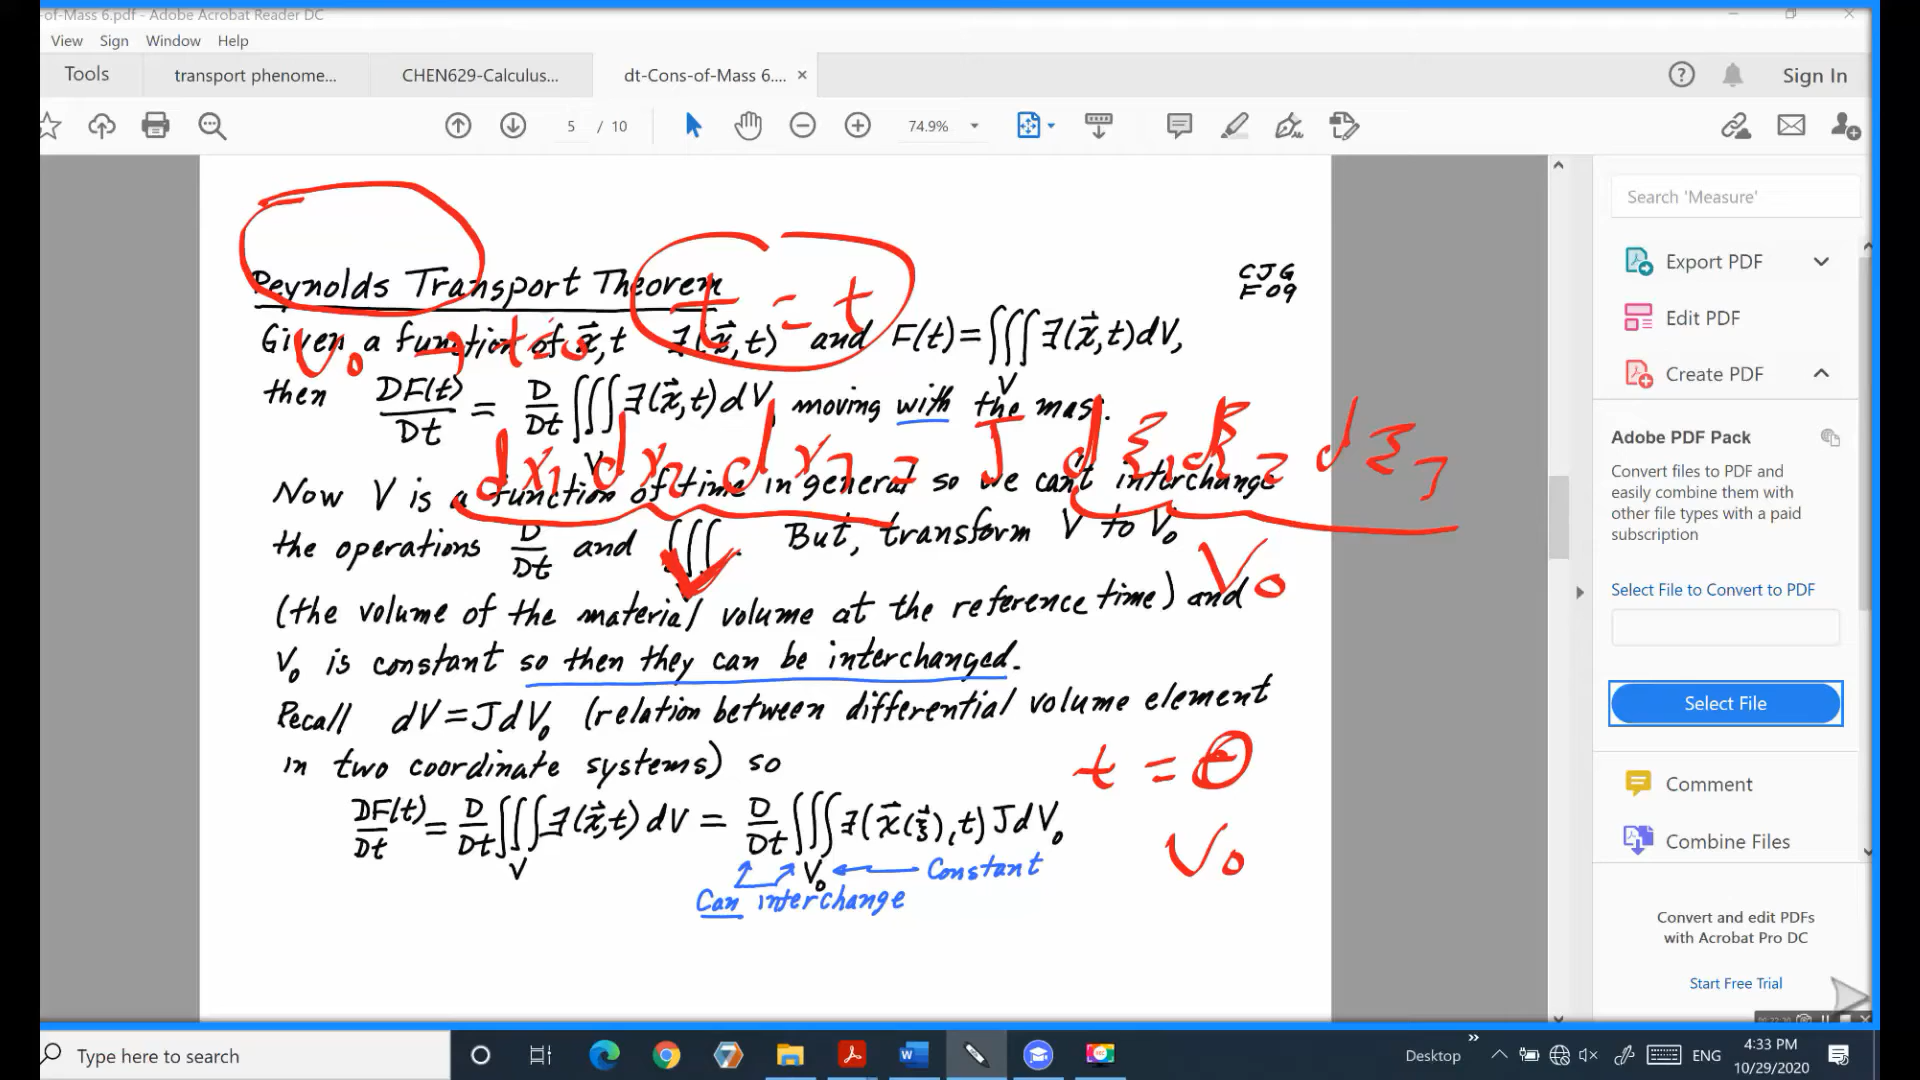 -of-Mass 6.pdf - Adobe Acrobat Reader DC
View Sign Window Help
Tools transport phenome... CHEN629-Calculus... dt-Cons-of-Mass 6.... ×
5 / 10 74.9%
Sign In
CJG
F09
Reynolds Transport Theorem
t = t
Given a function of x⃗,t ℱ(x⃗,t) and F(t)=∭ℱ(x⃗,t)dV,
V
V₀ → t=0
then DF(t)/Dt = D/Dt ∭ℱ(x⃗,t)dV, moving with the mass.
V
dx₁dx₂dx₃ = J dξ₁dξ₂dξ₃
Now V is a function of time in general so we can't interchange
the operations D/Dt and ∭. But, transform V to V₀
V
V₀
(the volume of the material volume at the reference time) and
V₀ is constant so then they can be interchanged.
Recall dV=JdV₀ (relation between differential volume element
in two coordinate systems) so
t = 0
DF(t)/Dt = D/Dt ∭ℱ(x⃗,t)dV = D/Dt ∭ℱ(x⃗(ξ⃗),t)JdV₀
V V₀ ← Constant
V₀
Can interchange
Search 'Measure'
Export PDF
Edit PDF
Create PDF
Adobe PDF Pack
Convert files to PDF and
easily combine them with
other file types with a paid
subscription
Select File to Convert to PDF
Select File
Comment
Combine Files
Convert and edit PDFs
with Acrobat Pro DC
Start Free Trial
Type here to search
Desktop
ENG
4:33 PM
10/29/2020